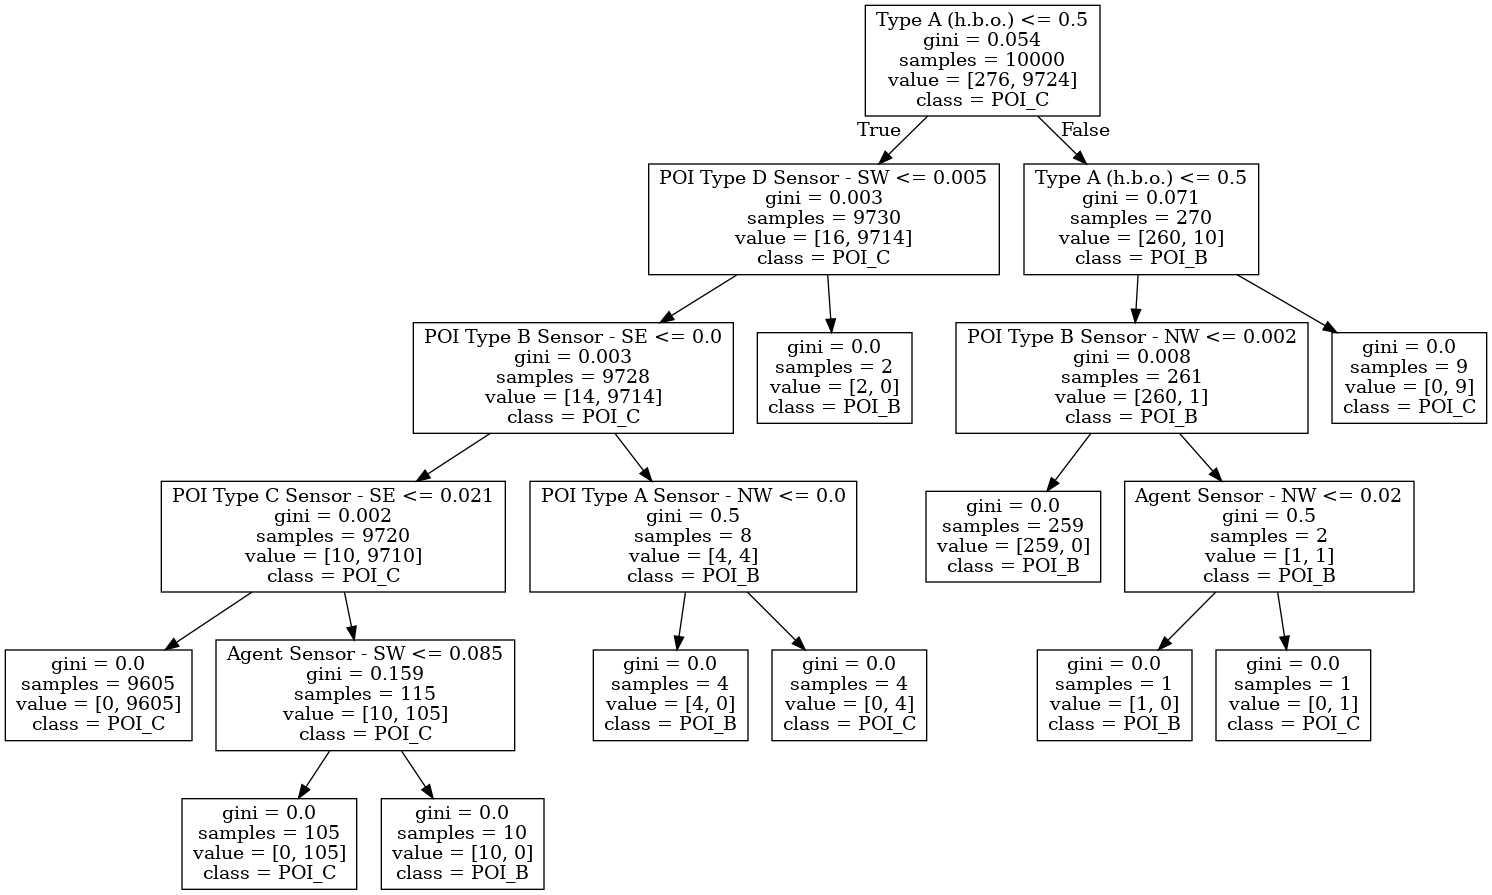 Type A (h.b.o.) <= 0.5
gini = 0.054
samples = 10000
value = [276, 9724]
class = POI_C
True
False
POI Type D Sensor - SW <= 0.005
gini = 0.003
samples = 9730
value = [16, 9714]
class = POI_C
Type A (h.b.o.) <= 0.5
gini = 0.071
samples = 270
value = [260, 10]
class = POI_B
POI Type B Sensor - SE <= 0.0
gini = 0.003
samples = 9728
value = [14, 9714]
class = POI_C
gini = 0.0
samples = 2
value = [2, 0]
class = POI_B
POI Type B Sensor - NW <= 0.002
gini = 0.008
samples = 261
value = [260, 1]
class = POI_B
gini = 0.0
samples = 9
value = [0, 9]
class = POI_C
POI Type C Sensor - SE <= 0.021
gini = 0.002
samples = 9720
value = [10, 9710]
class = POI_C
POI Type A Sensor - NW <= 0.0
gini = 0.5
samples = 8
value = [4, 4]
class = POI_B
gini = 0.0
samples = 259
value = [259, 0]
class = POI_B
Agent Sensor - NW <= 0.02
gini = 0.5
samples = 2
value = [1, 1]
class = POI_B
gini = 0.0
samples = 9605
value = [0, 9605]
class = POI_C
Agent Sensor - SW <= 0.085
gini = 0.159
samples = 115
value = [10, 105]
class = POI_C
gini = 0.0
samples = 4
value = [4, 0]
class = POI_B
gini = 0.0
samples = 4
value = [0, 4]
class = POI_C
gini = 0.0
samples = 1
value = [1, 0]
class = POI_B
gini = 0.0
samples = 1
value = [0, 1]
class = POI_C
gini = 0.0
samples = 105
value = [0, 105]
class = POI_C
gini = 0.0
samples = 10
value = [10, 0]
class = POI_B